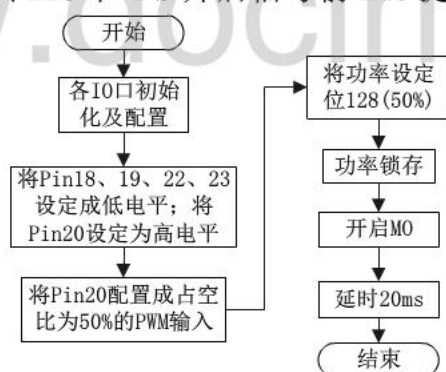 开始
各IO口初始
化及配置
将Pin18、19、22、23
设定成低电平；将
Pin20设定为高电平
将Pin20配置成占空
比为50%的PWM输入
将功率设定
位128(50%)
功率锁存
开启MO
延时20ms
结束